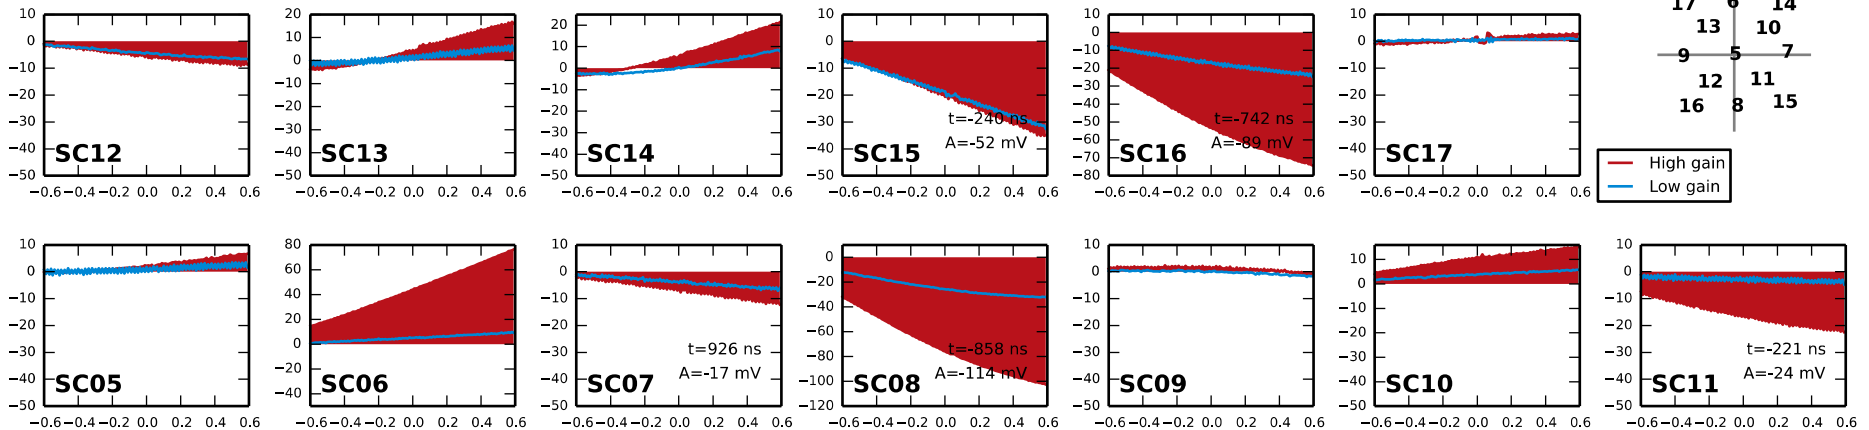 10
0
−10
−20
−30
−40
−50
SC12
−0.6 −0.4 −0.2 0.0 0.2 0.4 0.6
20
10
0
−10
−20
−30
−40
−50
SC13
−0.6 −0.4 −0.2 0.0 0.2 0.4 0.6
20
10
0
−10
−20
−30
−40
−50
−60
SC14
−0.6 −0.4 −0.2 0.0 0.2 0.4 0.6
10
0
−10
−20
−30
−40
−50
t=-240 ns
A=-52 mV
SC15
−0.6 −0.4 −0.2 0.0 0.2 0.4 0.6
10
0
−10
−20
−30
−40
−50
−60
−70
−80
t=-742 ns
A=-89 mV
SC16
−0.6 −0.4 −0.2 0.0 0.2 0.4 0.6
10
0
−10
−20
−30
−40
−50
SC17
−0.6 −0.4 −0.2 0.0 0.2 0.4 0.6
17 6 14
13 10
9 5 7
12 11
16 8 15
High gain
Low gain
10
0
−10
−20
−30
−40
−50
SC05
−0.6 −0.4 −0.2 0.0 0.2 0.4 0.6
80
60
40
20
0
−20
−40
SC06
−0.6 −0.4 −0.2 0.0 0.2 0.4 0.6
10
0
−10
−20
−30
−40
−50
t=926 ns
A=-17 mV
SC07
−0.6 −0.4 −0.2 0.0 0.2 0.4 0.6
0
−20
−40
−60
−80
−100
−120
t=-858 ns
A=-114 mV
SC08
−0.6 −0.4 −0.2 0.0 0.2 0.4 0.6
10
0
−10
−20
−30
−40
−50
SC09
−0.6 −0.4 −0.2 0.0 0.2 0.4 0.6
10
0
−10
−20
−30
−40
−50
SC10
−0.6 −0.4 −0.2 0.0 0.2 0.4 0.6
10
0
−10
−20
−30
−40
−50
t=-221 ns
A=-24 mV
SC11
−0.6 −0.4 −0.2 0.0 0.2 0.4 0.6